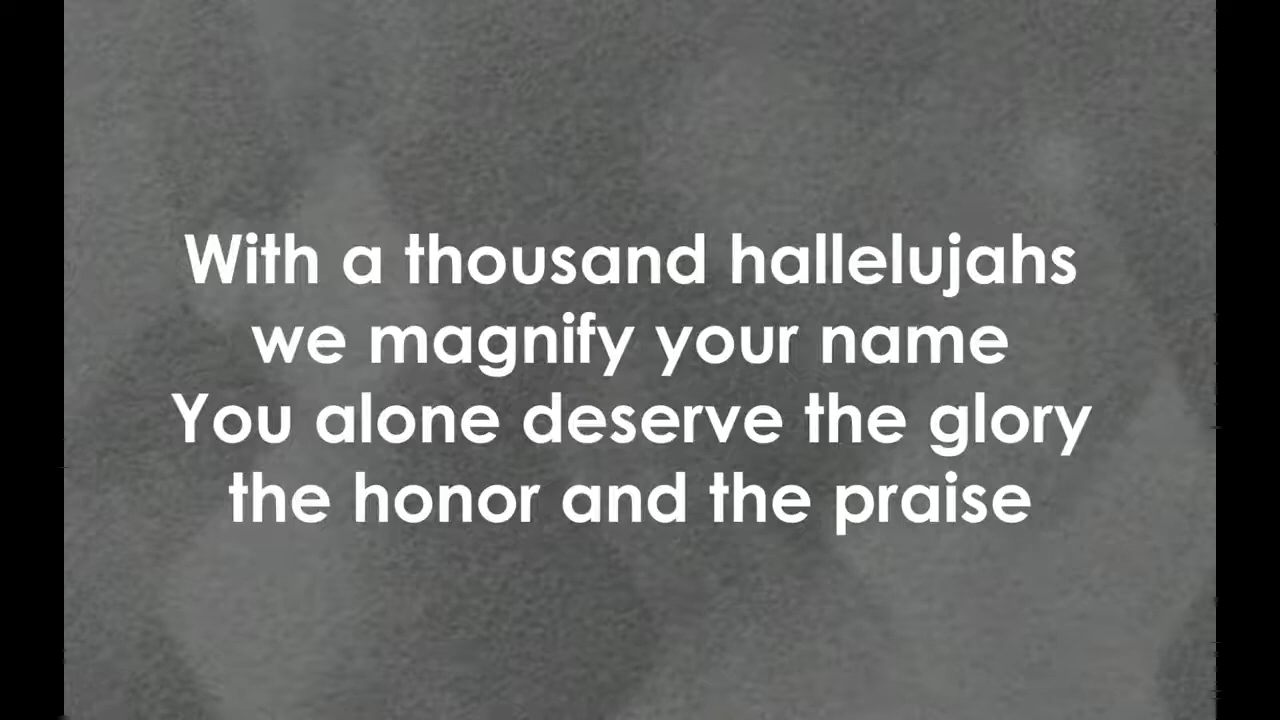 With a thousand hallelujahs
we magnify your name
You alone deserve the glory
the honor and the praise